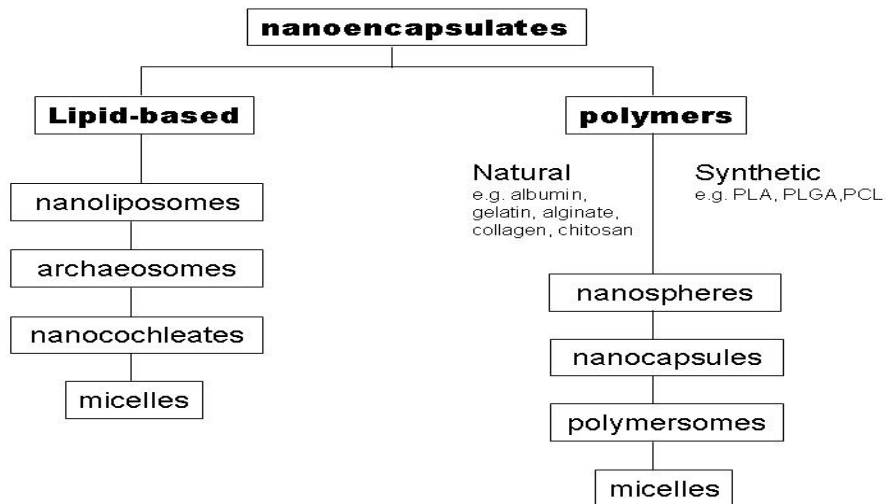 nanoencapsulates
Lipid-based
polymers
Natural
e.g. albumin,
gelatin, alginate,
collagen, chitosan
Synthetic
e.g. PLA, PLGA,PCL
nanoliposomes
archaeosomes
nanocochleates
micelles
nanospheres
nanocapsules
polymersomes
micelles